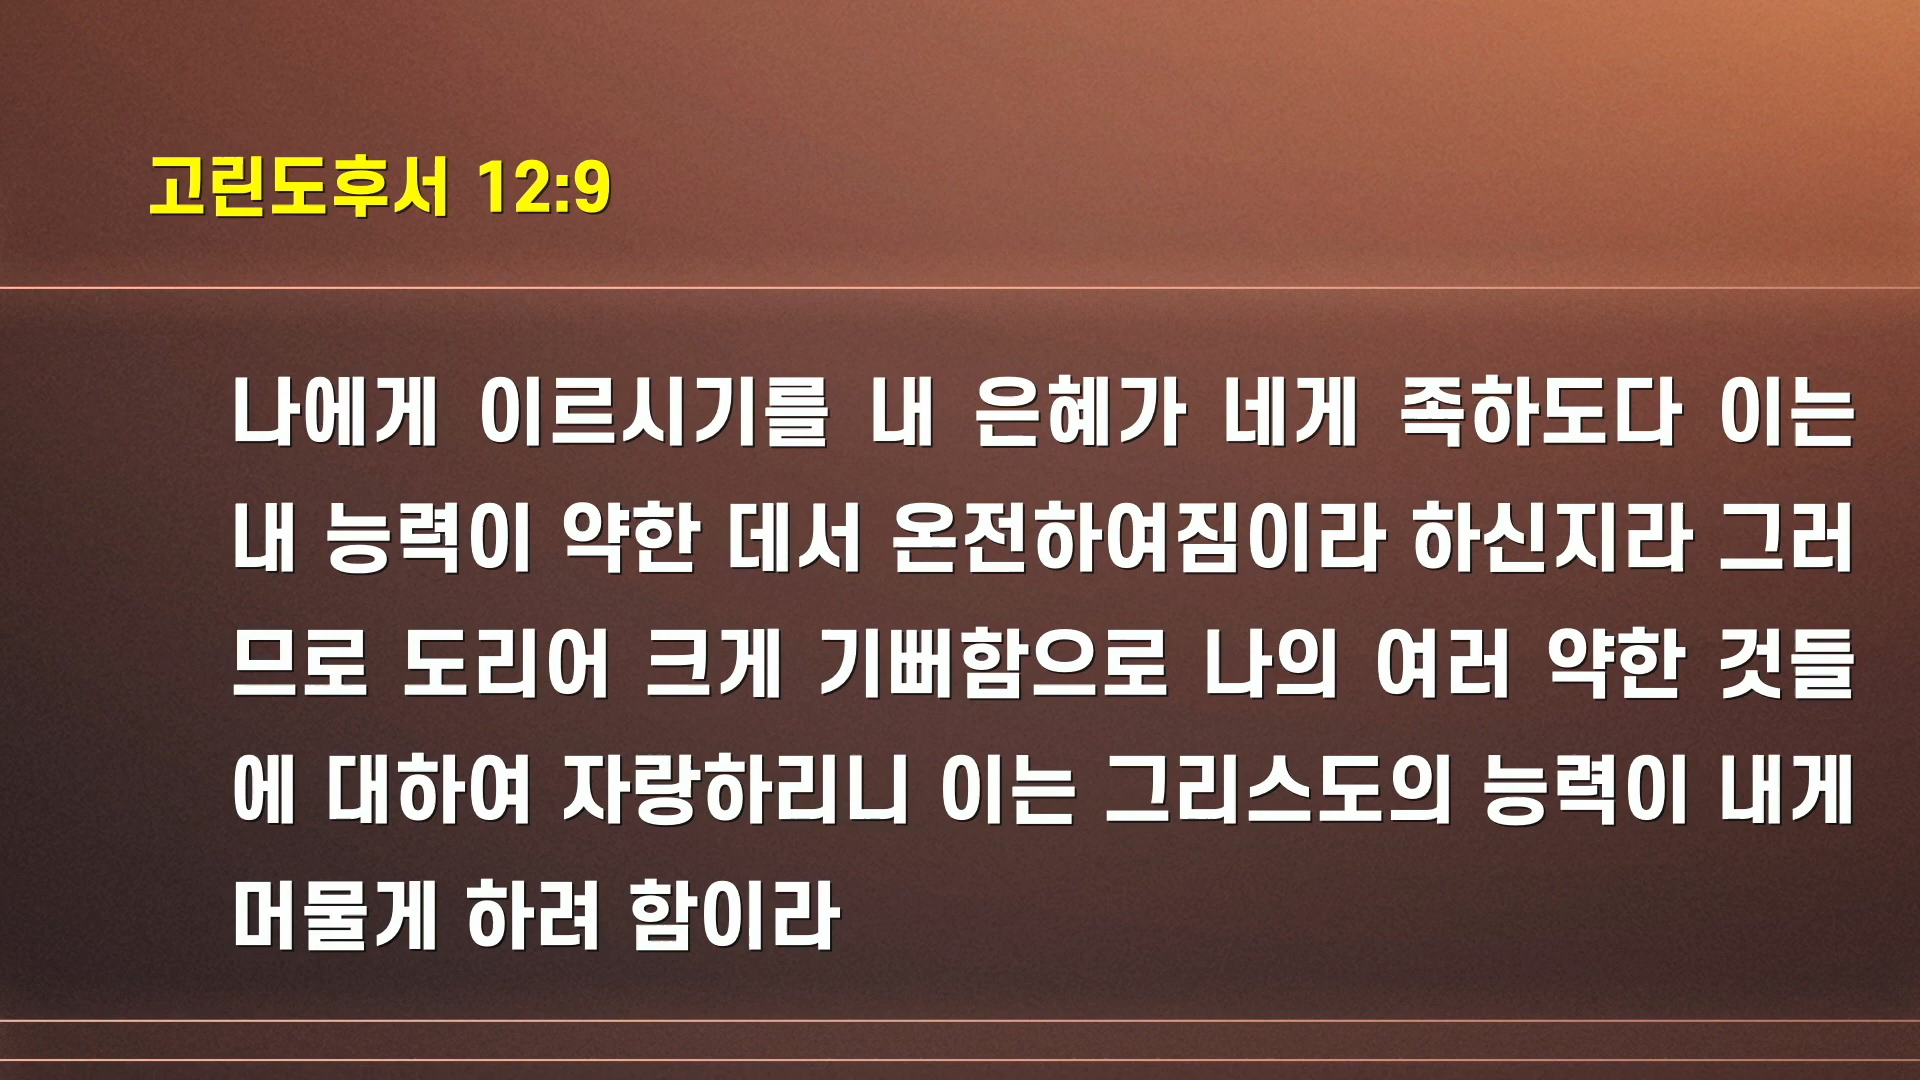 고린도후서 12:9
나에게 이르시기를 내 은혜가 네게 족하도다 이는
내 능력이 약한 데서 온전하여짐이라 하신지라 그러
므로 도리어 크게 기뻐함으로 나의 여러 약한 것들
에 대하여 자랑하리니 이는 그리스도의 능력이 내게
머물게 하려 함이라